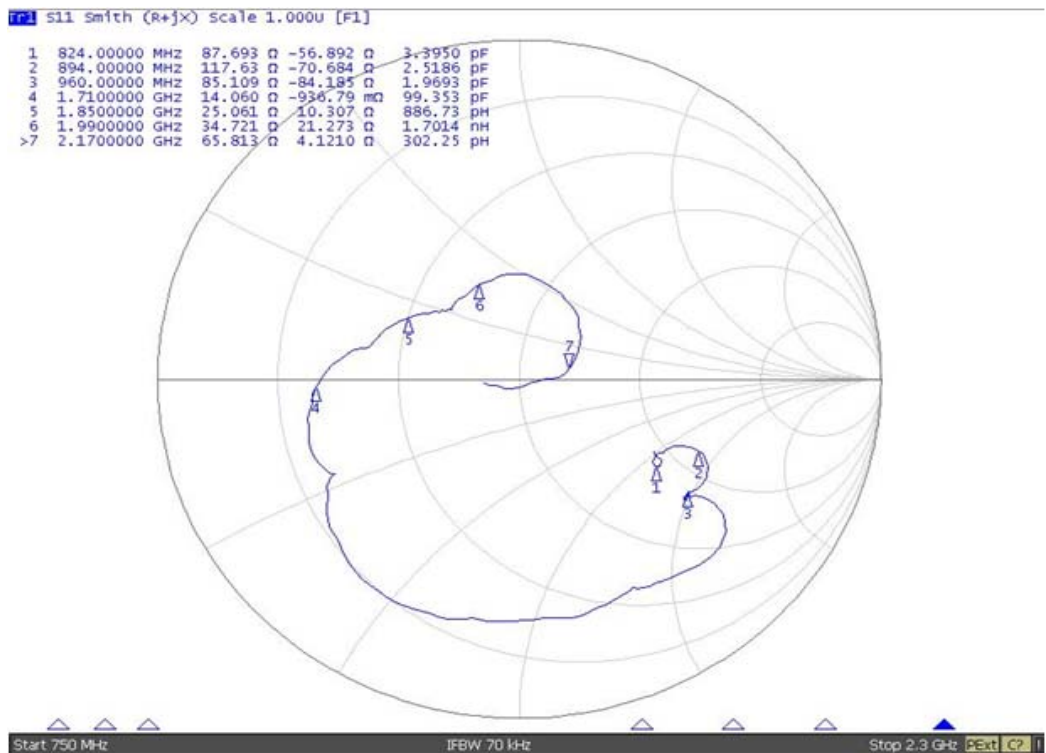 Tr1 S11 Smith (R+jX) Scale 1.000U [F1]
1 824.00000 MHz 87.693 Ω -56.892 Ω 3.3950 pF
2 894.00000 MHz 117.63 Ω -70.684 Ω 2.5186 pF
3 960.00000 MHz 85.109 Ω -84.185 Ω 1.9693 pF
4 1.7100000 GHz 14.060 Ω -936.79 mΩ 99.353 pF
5 1.8500000 GHz 25.061 Ω 10.307 Ω 886.73 pH
6 1.9900000 GHz 34.721 Ω 21.273 Ω 1.7014 nH
>7 2.1700000 GHz 65.813 Ω 4.1210 Ω 302.25 pH
6
5
7
4
2
1
3
Start 750 MHz IFBW 70 kHz Stop 2.3 GHz PExt C?